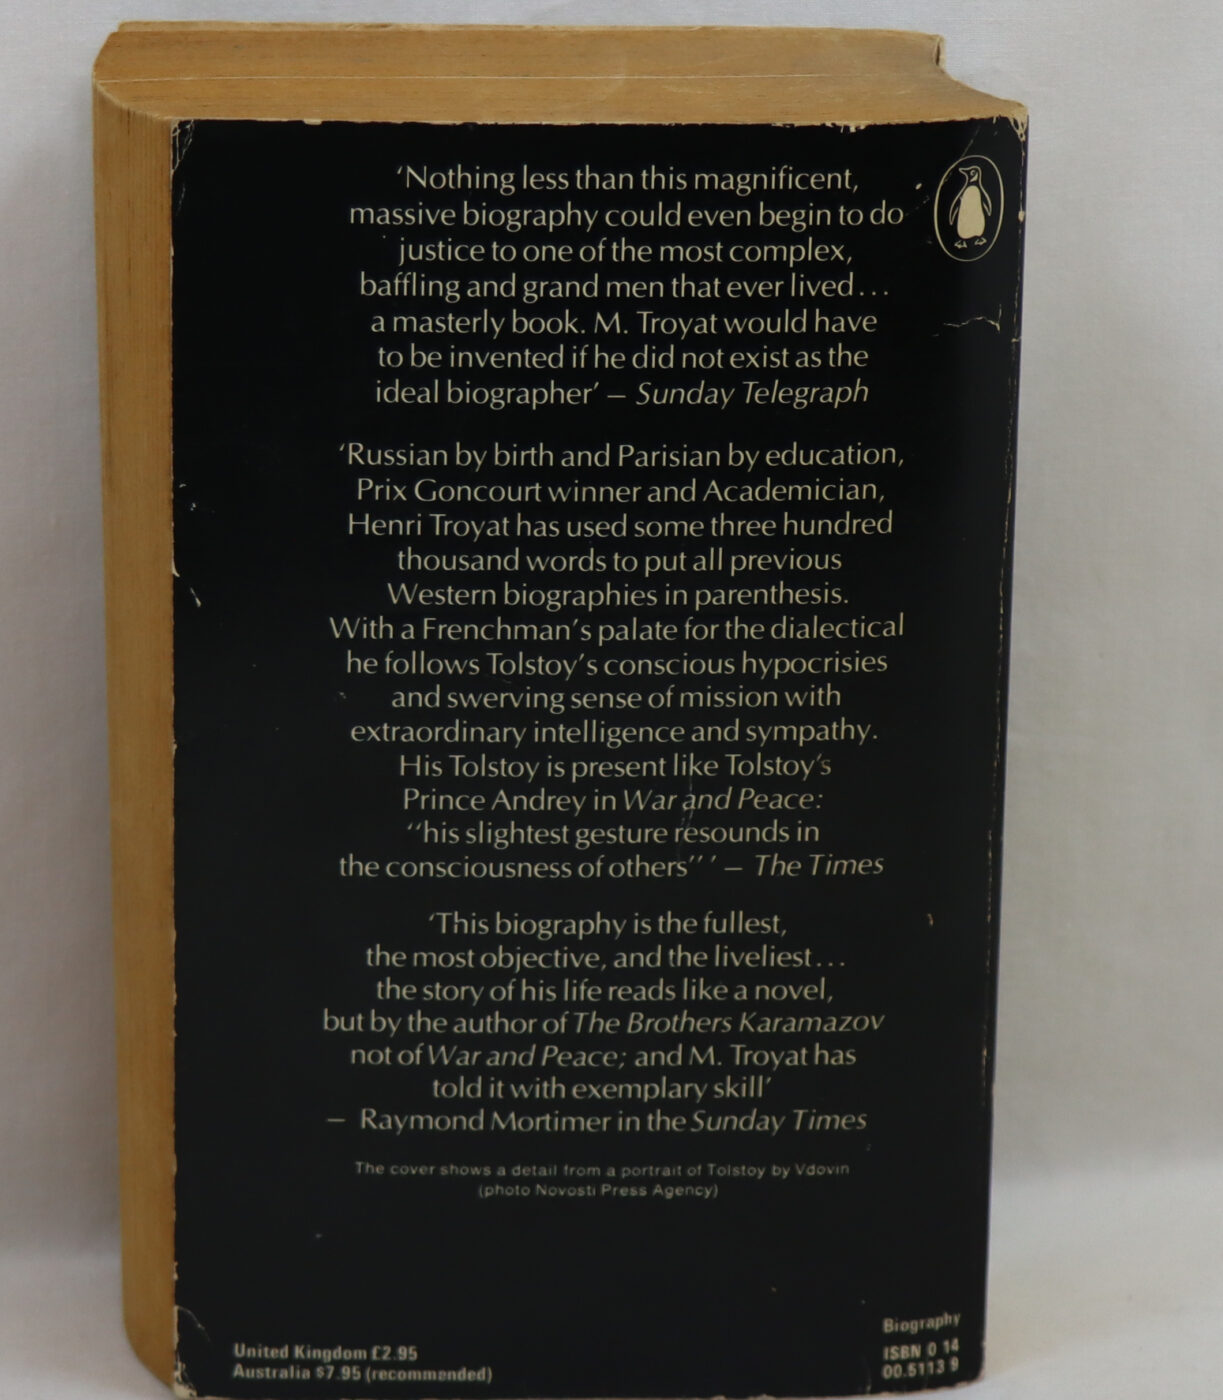 ‘Nothing less than this magnificent,
massive biography could even begin to do
justice to one of the most complex,
baffling and grand men that ever lived...
a masterly book. M. Troyat would have
to be invented if he did not exist as the
ideal biographer’ – Sunday Telegraph
‘Russian by birth and Parisian by education,
Prix Goncourt winner and Academician,
Henri Troyat has used some three hundred
thousand words to put all previous
Western biographies in parenthesis.
With a Frenchman’s palate for the dialectical
he follows Tolstoy’s conscious hypocrisies
and swerving sense of mission with
extraordinary intelligence and sympathy.
His Tolstoy is present like Tolstoy’s
Prince Andrey in War and Peace:
‘‘his slightest gesture resounds in
the consciousness of others’’ ’ – The Times
‘This biography is the fullest,
the most objective, and the liveliest...
the story of his life reads like a novel,
but by the author of The Brothers Karamazov
not of War and Peace; and M. Troyat has
told it with exemplary skill’
– Raymond Mortimer in the Sunday Times
The cover shows a detail from a portrait of Tolstoy by Vdovin
(photo Novosti Press Agency)
United Kingdom £2.95
Australia $7.95 (recommended)
Biography
ISBN 0 14
00.5113 9